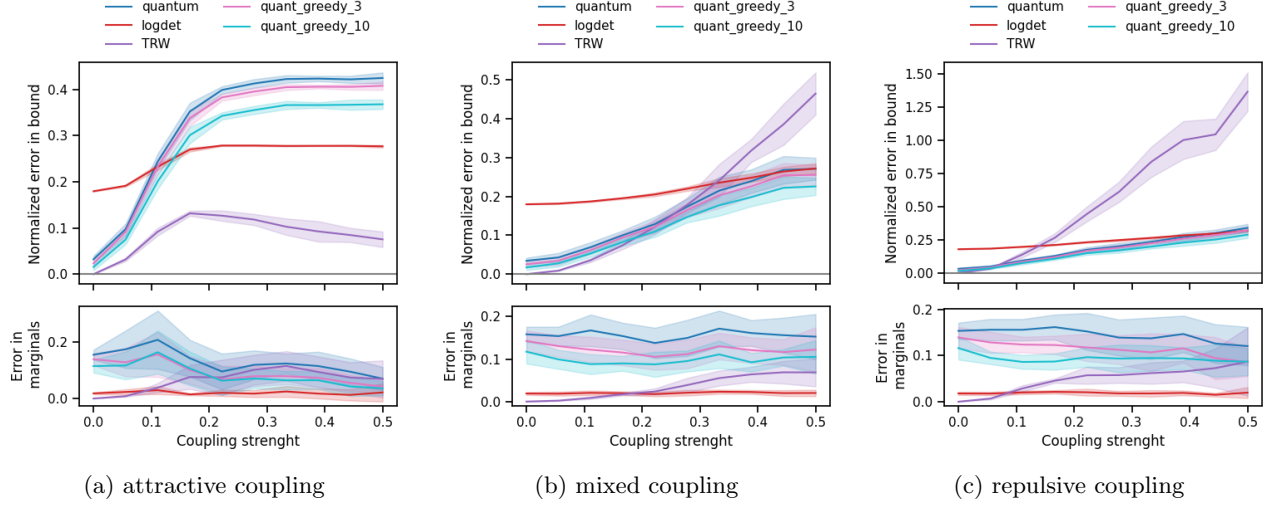 quantum
logdet
TRW
quant_greedy_3
quant_greedy_10
Normalized error in bound
0.4
0.3
0.2
0.1
0.0
Error in
marginals
0.2
0.0
0.0 0.1 0.2 0.3 0.4 0.5
Coupling strenght
(a) attractive coupling
quantum
logdet
TRW
quant_greedy_3
quant_greedy_10
Normalized error in bound
0.5
0.4
0.3
0.2
0.1
0.0
Error in
marginals
0.2
0.1
0.0
0.0 0.1 0.2 0.3 0.4 0.5
Coupling strenght
(b) mixed coupling
quantum
logdet
TRW
quant_greedy_3
quant_greedy_10
Normalized error in bound
1.50
1.25
1.00
0.75
0.50
0.25
0.00
Error in
marginals
0.2
0.1
0.0
0.0 0.1 0.2 0.3 0.4 0.5
Coupling strenght
(c) repulsive coupling